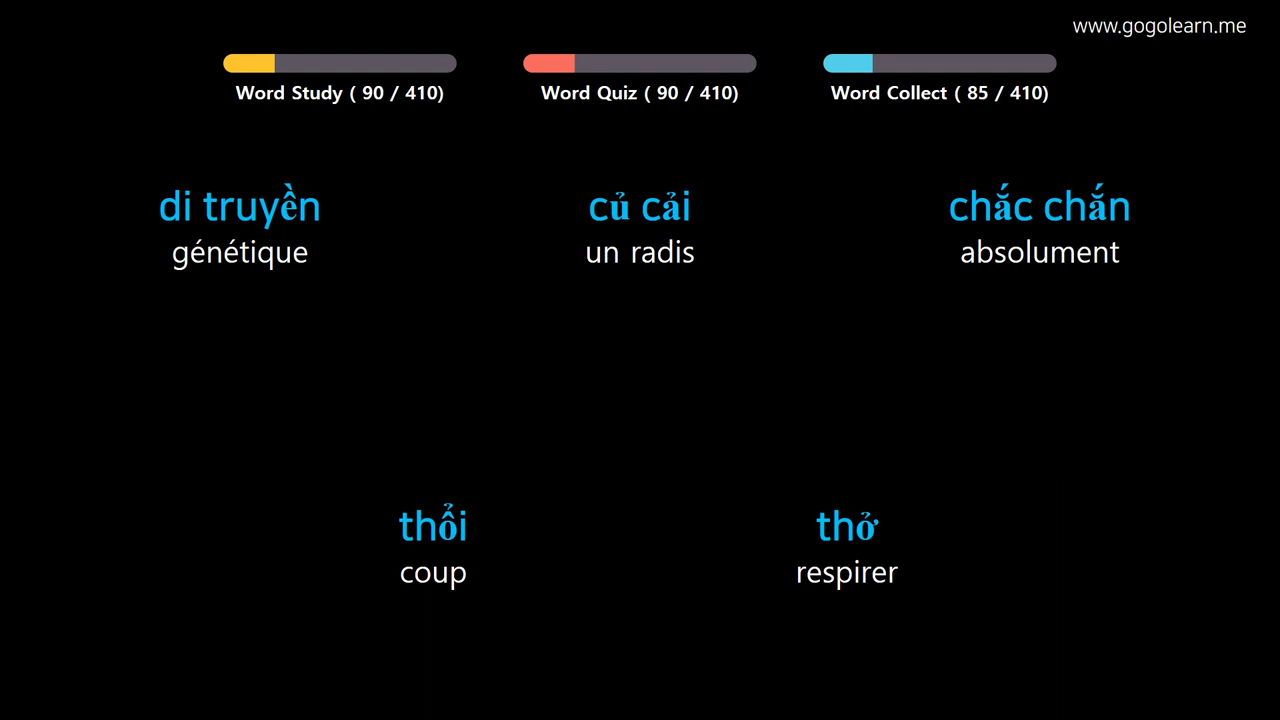 www.gogolearn.me
Word Study ( 90 / 410)
Word Quiz ( 90 / 410)
Word Collect ( 85 / 410)
di truyền
génétique
củ cải
un radis
chắc chắn
absolument
thổi
coup
thở
respirer